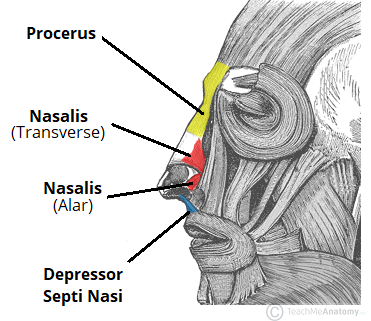 Procerus
Nasalis
(Transverse)
Nasalis
(Alar)
Depressor
Septi Nasi
© TeachMeAnatomy